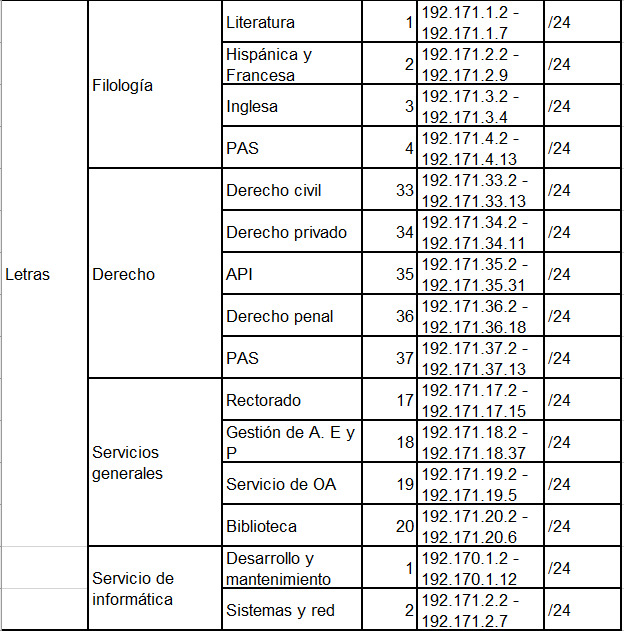 Letras
Filología
Literatura 1 192.171.1.2 - /24
192.171.1.7
Hispánica y 2 192.171.2.2 - /24
Francesa 192.171.2.9
Inglesa 3 192.171.3.2 - /24
192.171.3.4
PAS 4 192.171.4.2 - /24
192.171.4.13
Derecho
Derecho civil 33 192.171.33.2 - /24
192.171.33.13
Derecho privado 34 192.171.34.2 - /24
192.171.34.11
API 35 192.171.35.2 - /24
192.171.35.31
Derecho penal 36 192.171.36.2 - /24
192.171.36.18
PAS 37 192.171.37.2 - /24
192.171.37.13
Servicios
generales
Rectorado 17 192.171.17.2 - /24
192.171.17.15
Gestión de A. E y 18 192.171.18.2 - /24
P 192.171.18.37
Servicio de OA 19 192.171.19.2 - /24
192.171.19.5
Biblioteca 20 192.171.20.2 - /24
192.171.20.6
Servicio de
informática
Desarrollo y 1 192.170.1.2 - /24
mantenimiento 192.170.1.12
Sistemas y red 2 192.171.2.2 - /24
192.171.2.7